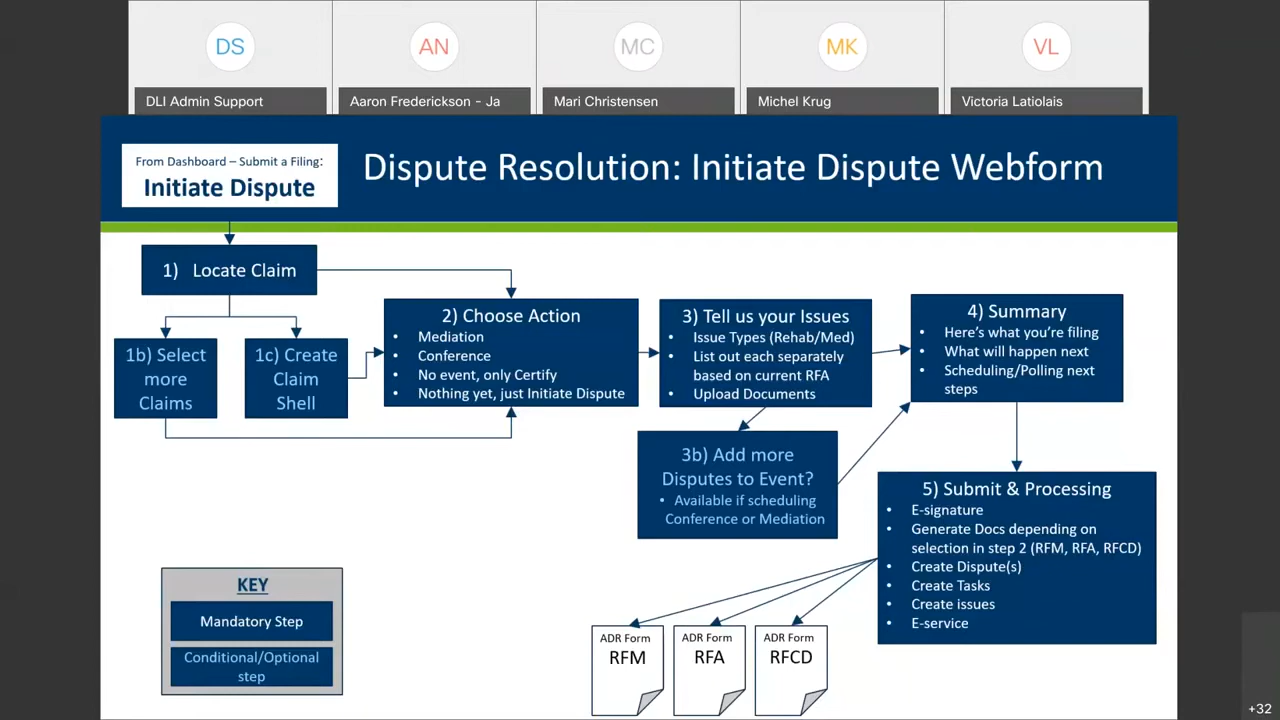 DS
AN
MC
MK
VL
DLI Admin Support
Aaron Frederickson - Ja
Mari Christensen
Michel Krug
Victoria Latiolais
From Dashboard – Submit a Filing:
Initiate Dispute
Dispute Resolution: Initiate Dispute Webform
1) Locate Claim
1b) Select
more
Claims
1c) Create
Claim
Shell
2) Choose Action
• Mediation
• Conference
• No event, only Certify
• Nothing yet, just Initiate Dispute
3) Tell us your Issues
• Issue Types (Rehab/Med)
• List out each separately
based on current RFA
• Upload Documents
3b) Add more
Disputes to Event?
• Available if scheduling
Conference or Mediation
4) Summary
• Here's what you're filing
• What will happen next
• Scheduling/Polling next
steps
5) Submit & Processing
• E-signature
• Generate Docs depending on
selection in step 2 (RFM, RFA, RFCD)
• Create Dispute(s)
• Create Tasks
• Create issues
• E-service
KEY
Mandatory Step
Conditional/Optional
step
ADR Form
RFM
ADR Form
RFA
ADR Form
RFCD
+32